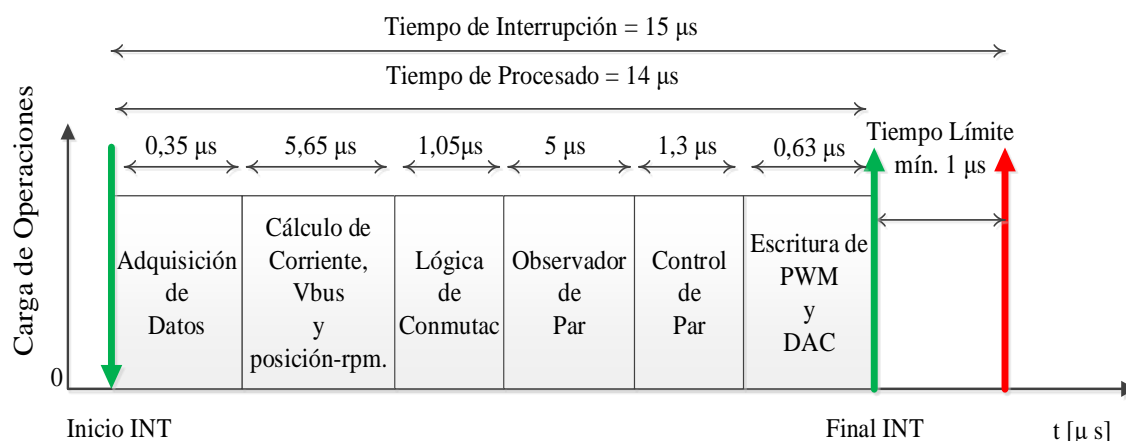 Tiempo de Interrupción = 15 μs
Tiempo de Procesado = 14 μs
Carga de Operaciones
0,35 μs
5,65 μs
1,05μs
5 μs
1,3 μs
0,63 μs
Tiempo Límite
mín. 1 μs
Adquisición
de
Datos
Cálculo de
Corriente,
Vbus
y
posición-rpm.
Lógica
de
Conmutac
Observador
de
Par
Control
de
Par
Escritura de
PWM
y
DAC
0
Inicio INT
Final INT
t [μ s]